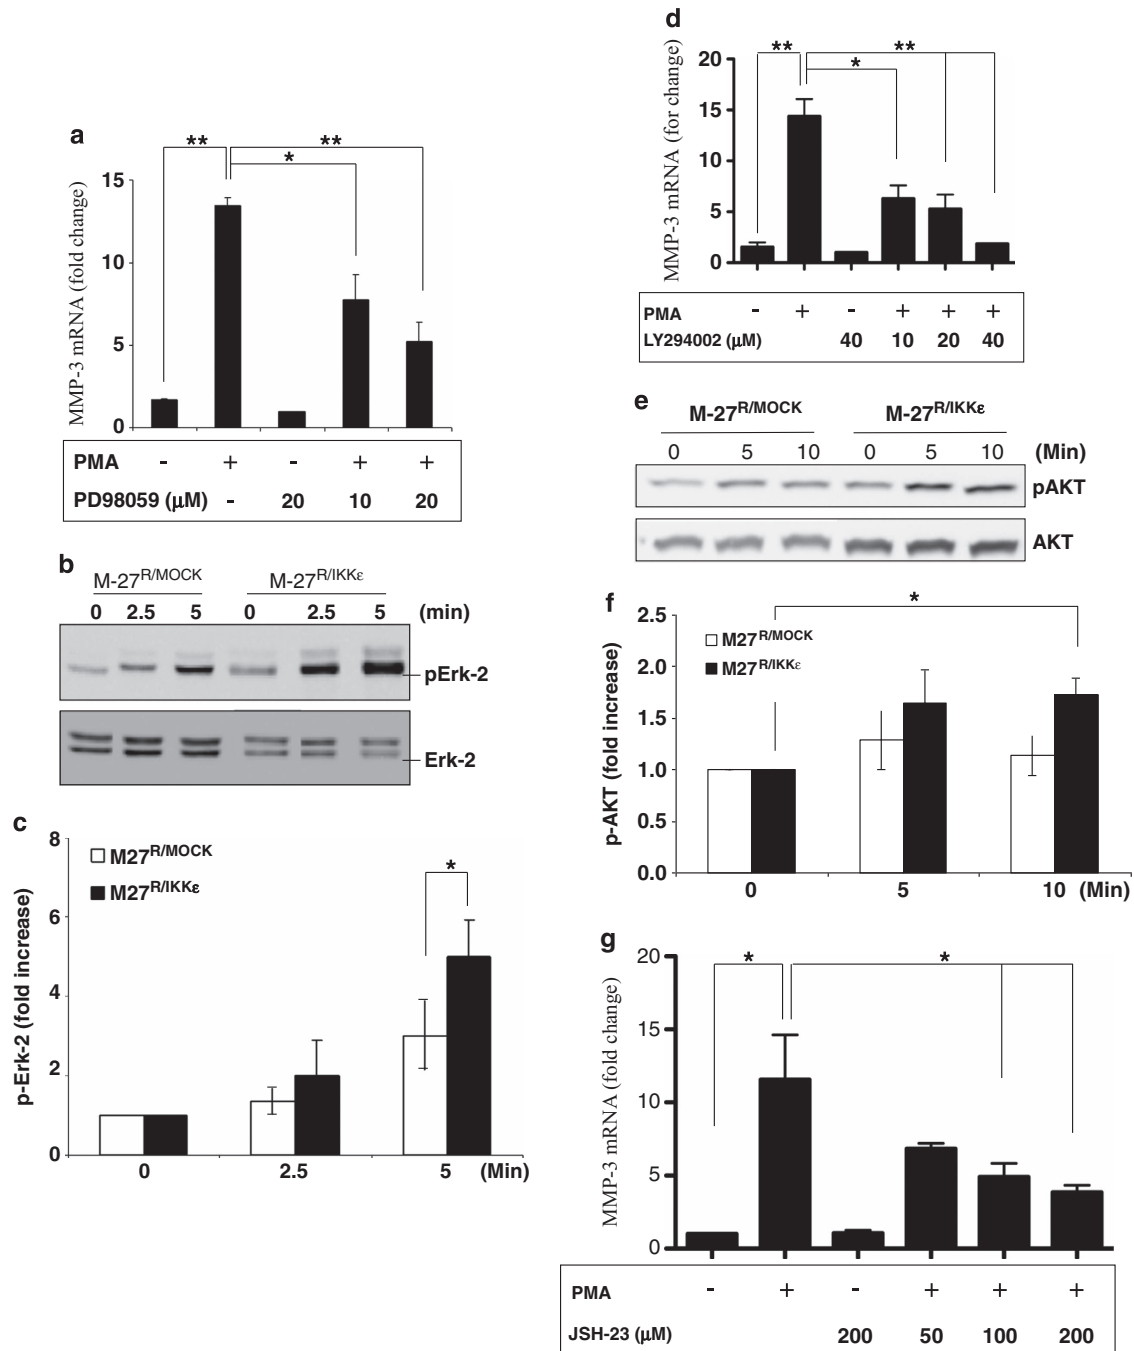 a
**
**
*
MMP-3 mRNA (fold change)
15
10
5
0
PMA - + - + +
PD98059 (μM) - 20 10 20
b
M-27R/MOCK M-27R/IKKε
0 2.5 5 0 2.5 5 (min)
pErk-2
Erk-2
c
p-Erk-2 (fold increase)
8
6
4
2
0
M27R/MOCK
M27R/IKKε
*
0 2.5 5 (Min)
d
MMP-3 mRNA (for change)
20
15
10
5
0
**
**
*
PMA - + - + + +
LY294002 (μM) 40 10 20 40
e
M-27R/MOCK M-27R/IKKε
0 5 10 0 5 10 (Min)
pAKT
AKT
f
p-AKT (fold increase)
2.5
2.0
1.5
1.0
0.5
0.0
*
M27R/MOCK
M27R/IKKε
0 5 10 (Min)
g
MMP-3 mRNA (fold change)
20
15
10
5
0
*
*
PMA - + - + + +
JSH-23 (μM) 200 50 100 200